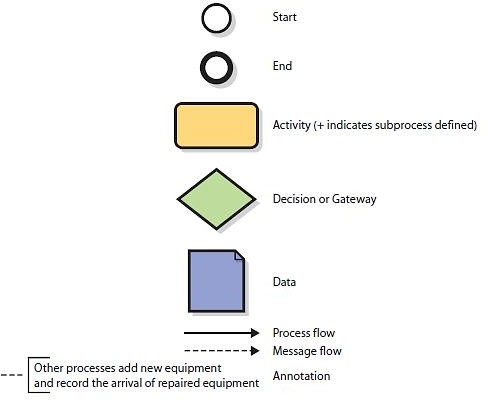 Start
End
Activity (+ indicates subprocess defined)
Decision or Gateway
Data
Process flow
Message flow
Other processes add new equipment
and record the arrival of repaired equipment
Annotation